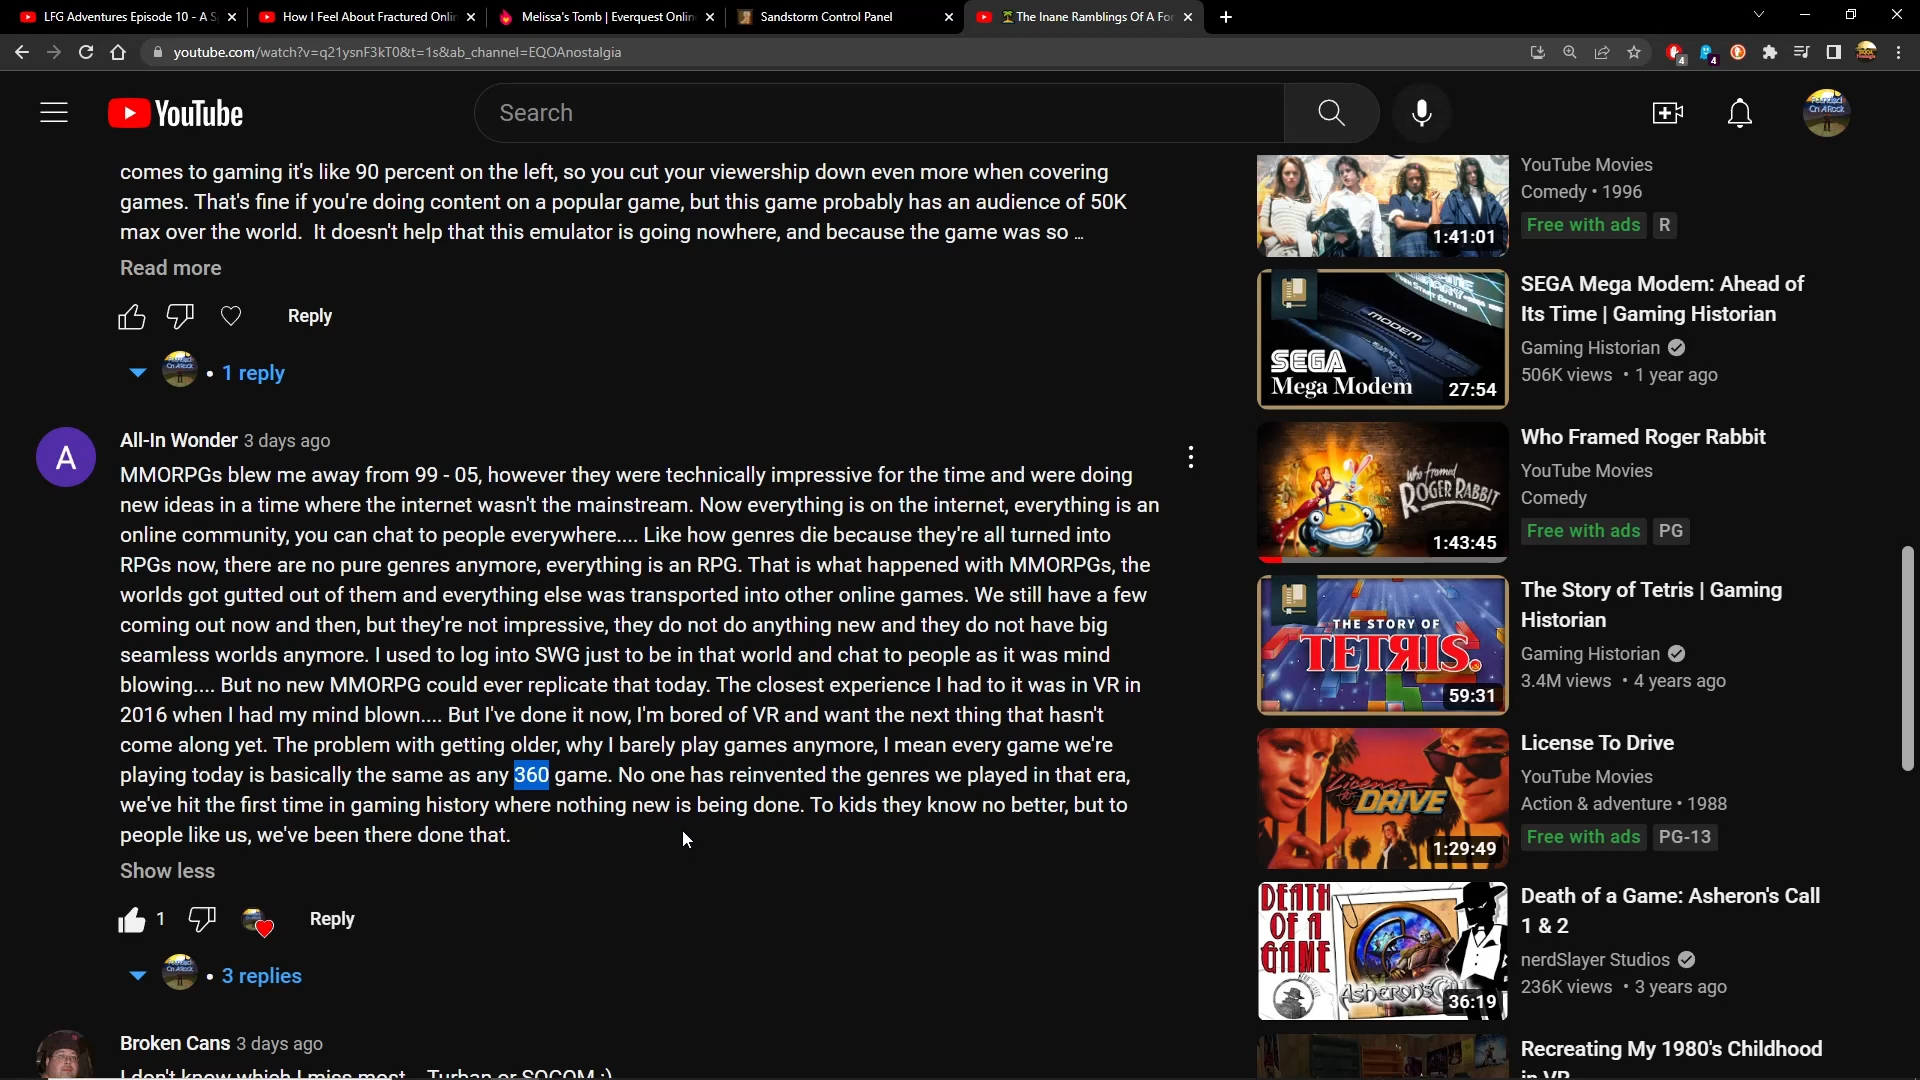 LFG Adventures Episode 10 - A S
How I Feel About Fractured Onlin
Melissa's Tomb | Everquest Onlin
Sandstorm Control Panel
The Inane Ramblings Of A For
youtube.com/watch?v=q21ysnF3kT0&t=1s&ab_channel=EQOAnostalgia
4
4
YouTube
Search
comes to gaming it's like 90 percent on the left, so you cut your viewership down even more when covering
games. That's fine if you're doing content on a popular game, but this game probably has an audience of 50K
max over the world.  It doesn't help that this emulator is going nowhere, and because the game was so …
Read more
Reply
• 1 reply
A
All-In Wonder 3 days ago
MMORPGs blew me away from 99 - 05, however they were technically impressive for the time and were doing
new ideas in a time where the internet wasn't the mainstream. Now everything is on the internet, everything is an
online community, you can chat to people everywhere.... Like how genres die because they're all turned into
RPGs now, there are no pure genres anymore, everything is an RPG. That is what happened with MMORPGs, the
worlds got gutted out of them and everything else was transported into other online games. We still have a few
coming out now and then, but they're not impressive, they do not do anything new and they do not have big
seamless worlds anymore. I used to log into SWG just to be in that world and chat to people as it was mind
blowing.... But no new MMORPG could ever replicate that today. The closest experience I had to it was in VR in
2016 when I had my mind blown.... But I've done it now, I'm bored of VR and want the next thing that hasn't
come along yet. The problem with getting older, why I barely play games anymore, I mean every game we're
playing today is basically the same as any 360 game. No one has reinvented the genres we played in that era,
we've hit the first time in gaming history where nothing new is being done. To kids they know no better, but to
people like us, we've been there done that.
Show less
1
Reply
• 3 replies
Broken Cans 3 days ago
I don't know which I miss most... Turban or SOCOM :)
1:41:01
YouTube Movies
Comedy • 1996
Free with ads
R
MODEM
SEGA
Mega Modem
27:54
SEGA Mega Modem: Ahead of
Its Time | Gaming Historian
Gaming Historian
506K views • 1 year ago
Who Framed
ROGER RABBIT
1:43:45
Who Framed Roger Rabbit
YouTube Movies
Comedy
Free with ads
PG
THE STORY OF
TETRIS.
59:31
The Story of Tetris | Gaming
Historian
Gaming Historian
3.4M views • 4 years ago
License to
DRIVE
1:29:49
License To Drive
YouTube Movies
Action & adventure • 1988
Free with ads
PG-13
DEATH
OF A
GAME
Asheron's Call
36:19
Death of a Game: Asheron's Call
1 & 2
nerdSlayer Studios
236K views • 3 years ago
Recreating My 1980's Childhood
in VR